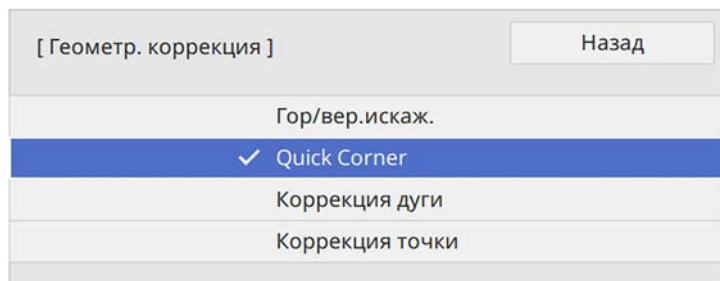 [ Геометр. коррекция ]
Назад
Гор/вер.искаж.
Quick Corner
Коррекция дуги
Коррекция точки